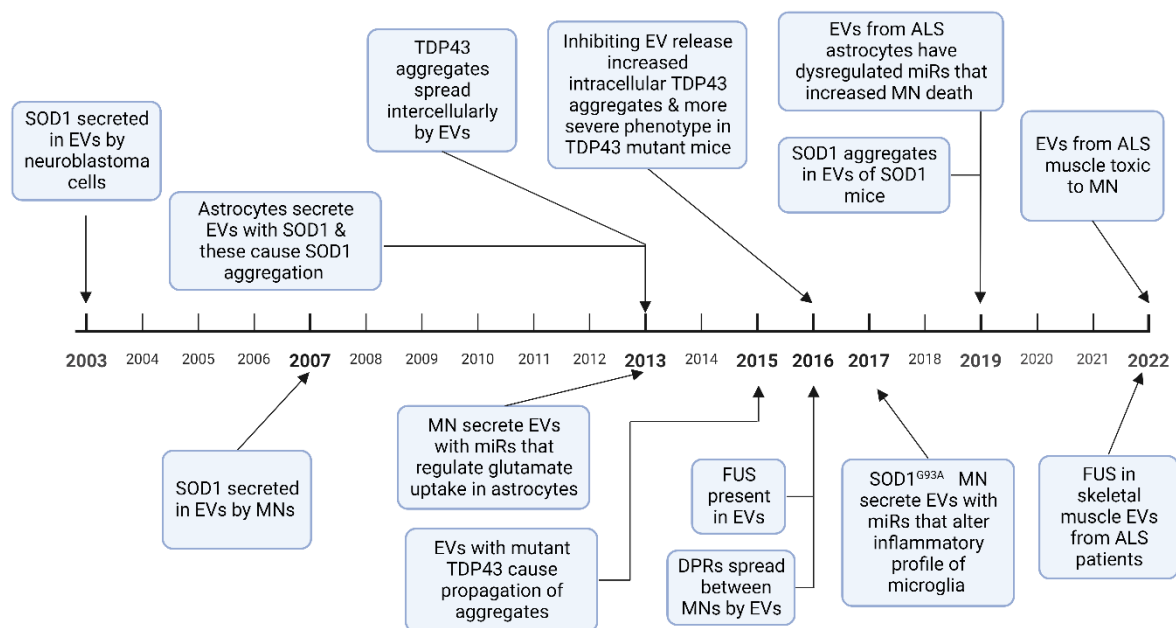 SOD1 secreted
in EVs by
neuroblastoma
cells
Astrocytes secrete
EVs with SOD1 &
these cause SOD1
aggregation
TDP43
aggregates
spread
intercellularly
by EVs
Inhibiting EV release
increased
intracellular TDP43
aggregates & more
severe phenotype in
TDP43 mutant mice
EVs from ALS
astrocytes have
dysregulated miRs that
increased MN death
SOD1 aggregates
in EVs of SOD1
mice
EVs from ALS
muscle toxic
to MN
2003 2004 2005 2006 2007 2008 2009 2010 2011 2012 2013 2014 2015 2016 2017 2018 2019 2020 2021 2022
SOD1 secreted
in EVs by MNs
MN secrete EVs
with miRs that
regulate glutamate
uptake in astrocytes
EVs with mutant
TDP43 cause
propagation of
aggregates
FUS
present
in EVs
DPRs spread
between
MNs by EVs
SOD1ᴳ⁹³ᴬ MN
secrete EVs with
miRs that alter
inflammatory
profile of
microglia
FUS in
skeletal
muscle EVs
from ALS
patients